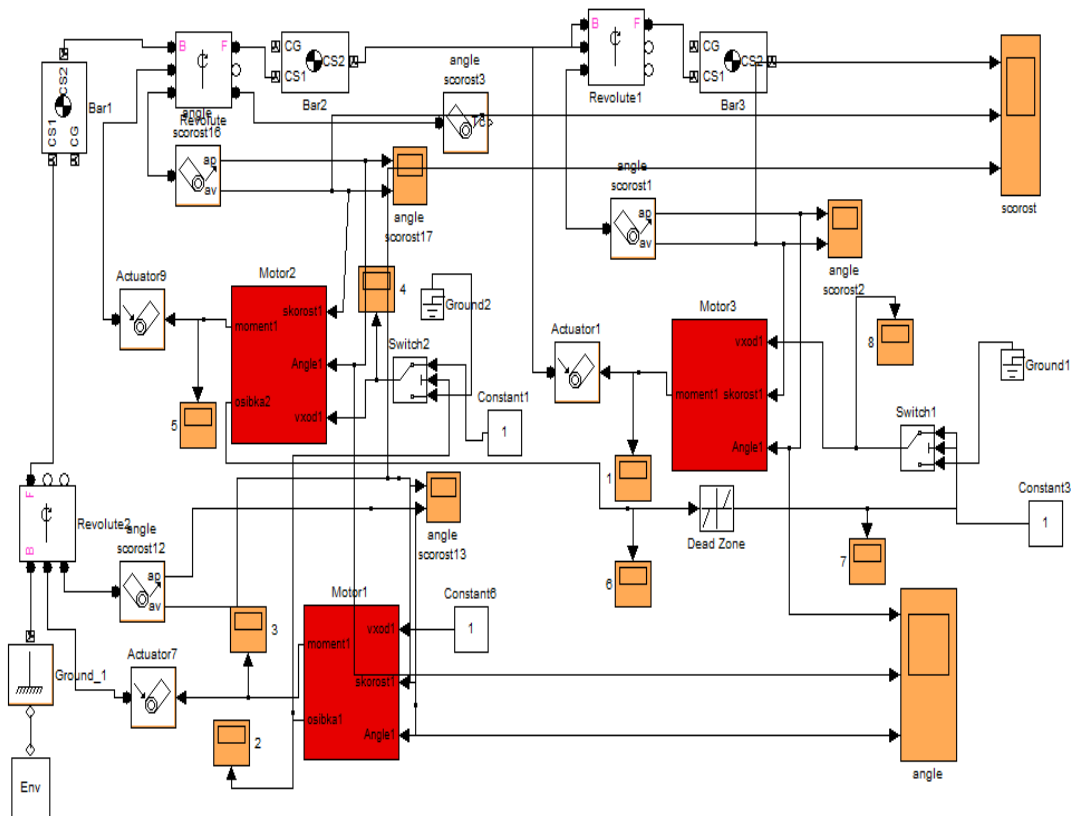 B
F
CG
CS1
CS2
Bar2
CS2
CS1
CG
Bar1
Revolute
angle
scorost3
B
F
Revolute1
CG
CS1
CS2
Bar3
scorost
angle
scorost16
ap
av
angle
scorost17
angle
scorost1
ap
av
angle
scorost2
Actuator9
Motor2
skorost1
moment1
Angle1
osibka2
vxod1
4
Ground2
Switch2
Constant1
1
5
Actuator1
Motor3
vxod1
moment1
skorost1
Angle1
8
Ground1
Switch1
Constant3
1
1
Dead Zone
6
7
F
B
Revolute2
angle
scorost12
ap
av
angle
scorost13
Ground_1
Env
Actuator7
3
2
Motor1
vxod1
moment1
skorost1
osibka1
Angle1
Constant6
1
angle